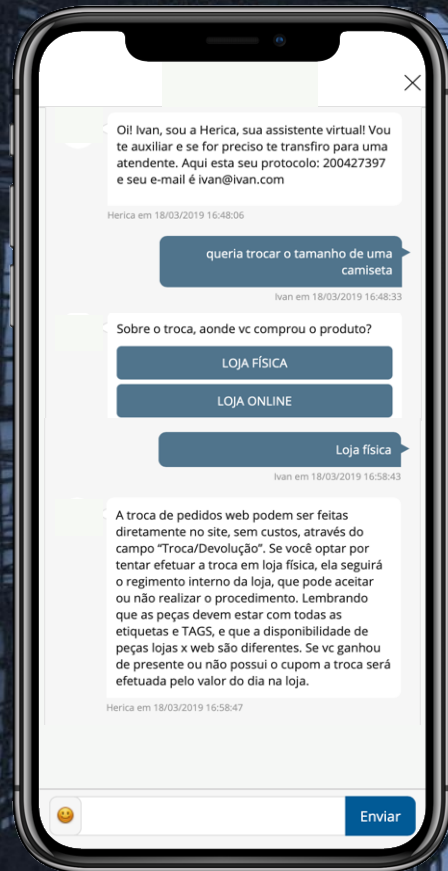 Oi! Ivan, sou a Herica, sua assistente virtual! Vou
te auxiliar e se for preciso te transfiro para uma
atendente. Aqui esta seu protocolo: 200427397
e seu e-mail é ivan@ivan.com
Herica em 18/03/2019 16:48:06
queria trocar o tamanho de uma
camiseta
Ivan em 18/03/2019 16:48:33
Sobre o troca, aonde vc comprou o produto?
LOJA FÍSICA
LOJA ONLINE
Loja física
Ivan em 18/03/2019 16:58:43
A troca de pedidos web podem ser feitas
diretamente no site, sem custos, através do
campo “Troca/Devolução”. Se você optar por
tentar efetuar a troca em loja física, ela seguirá
o regimento interno da loja, que pode aceitar
ou não realizar o procedimento. Lembrando
que as peças devem estar com todas as
etiquetas e TAGS, e que a disponibilidade de
peças lojas x web são diferentes. Se vc ganhou
de presente ou não possui o cupom a troca será
efetuada pelo valor do dia na loja.
Herica em 18/03/2019 16:58:47
Enviar